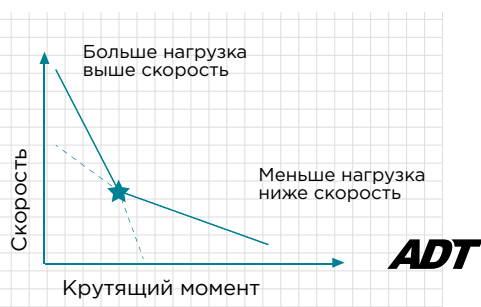 Больше нагрузка
выше скорость
Меньше нагрузка
ниже скорость
Скорость
Крутящий момент
ADT